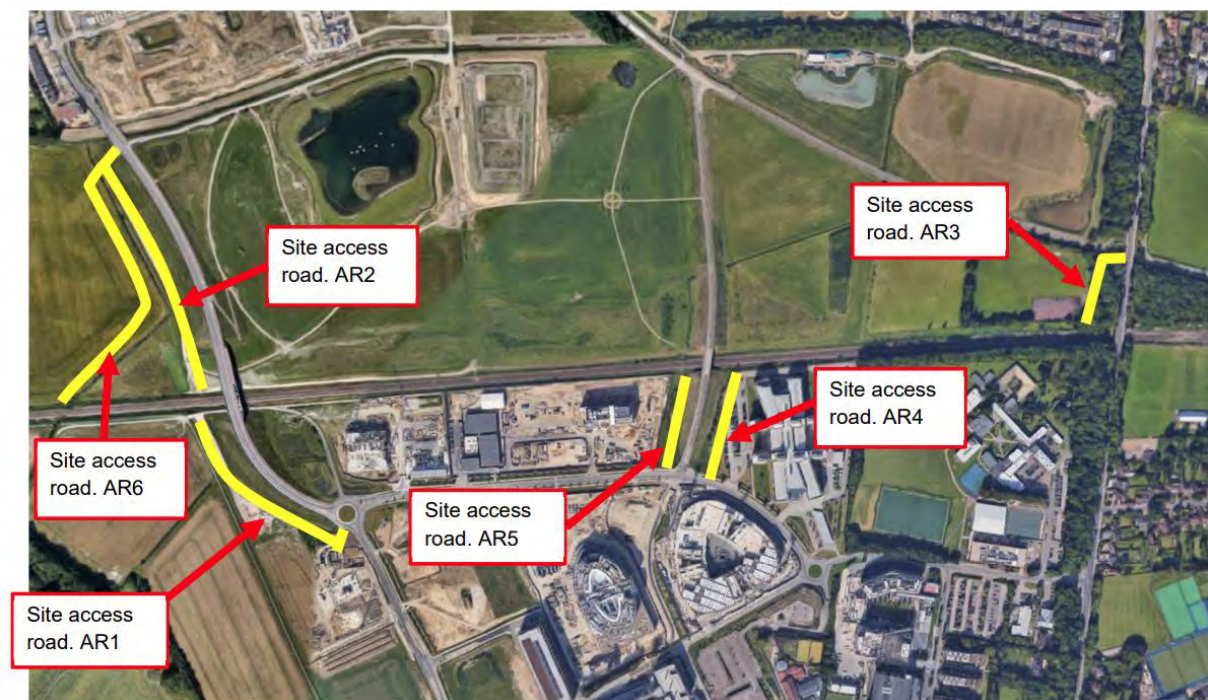 Site access
road. AR3
Site access
road. AR2
Site access
road. AR4
Site access
road. AR6
Site access
road. AR5
Site access
road. AR1